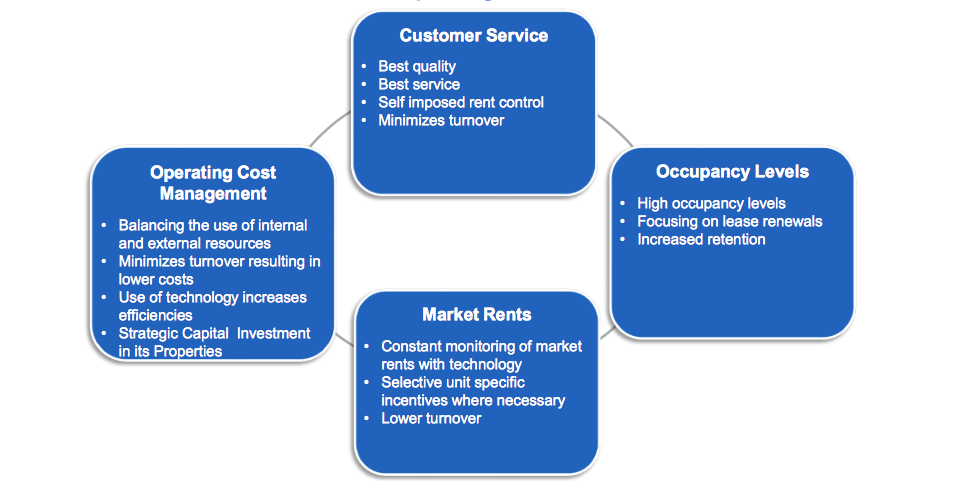 Customer Service
• Best quality
• Best service
• Self imposed rent control
• Minimizes turnover
Operating Cost
Management
• Balancing the use of internal
and external resources
• Minimizes turnover resulting in
lower costs
• Use of technology increases
efficiencies
• Strategic Capital Investment
in its Properties
Occupancy Levels
• High occupancy levels
• Focusing on lease renewals
• Increased retention
Market Rents
• Constant monitoring of market
rents with technology
• Selective unit specific
incentives where necessary
• Lower turnover